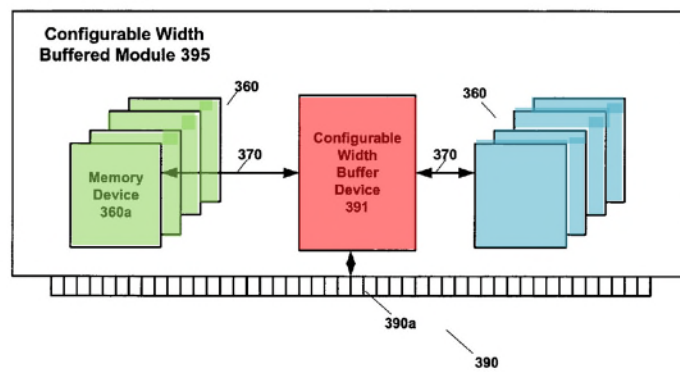 Configurable Width
Buffered Module 395
360
360
370
370
Memory
Device
360a
Configurable
Width
Buffer
Device
391
390a
390